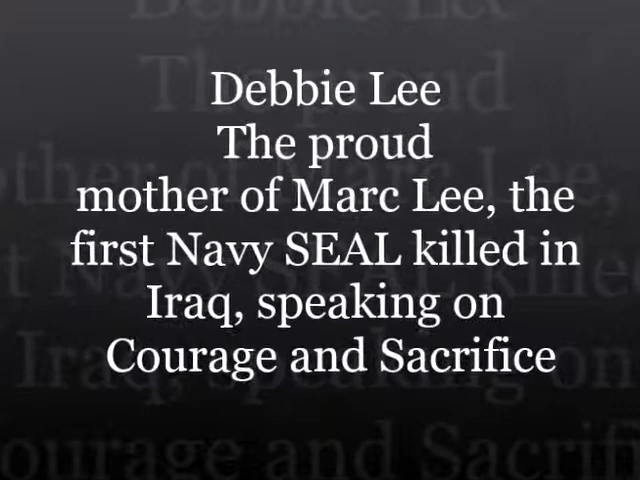 Debbie Lee
The proud
mother of Marc Lee, the
first Navy SEAL killed in
Iraq, speaking on
Courage and Sacrifice